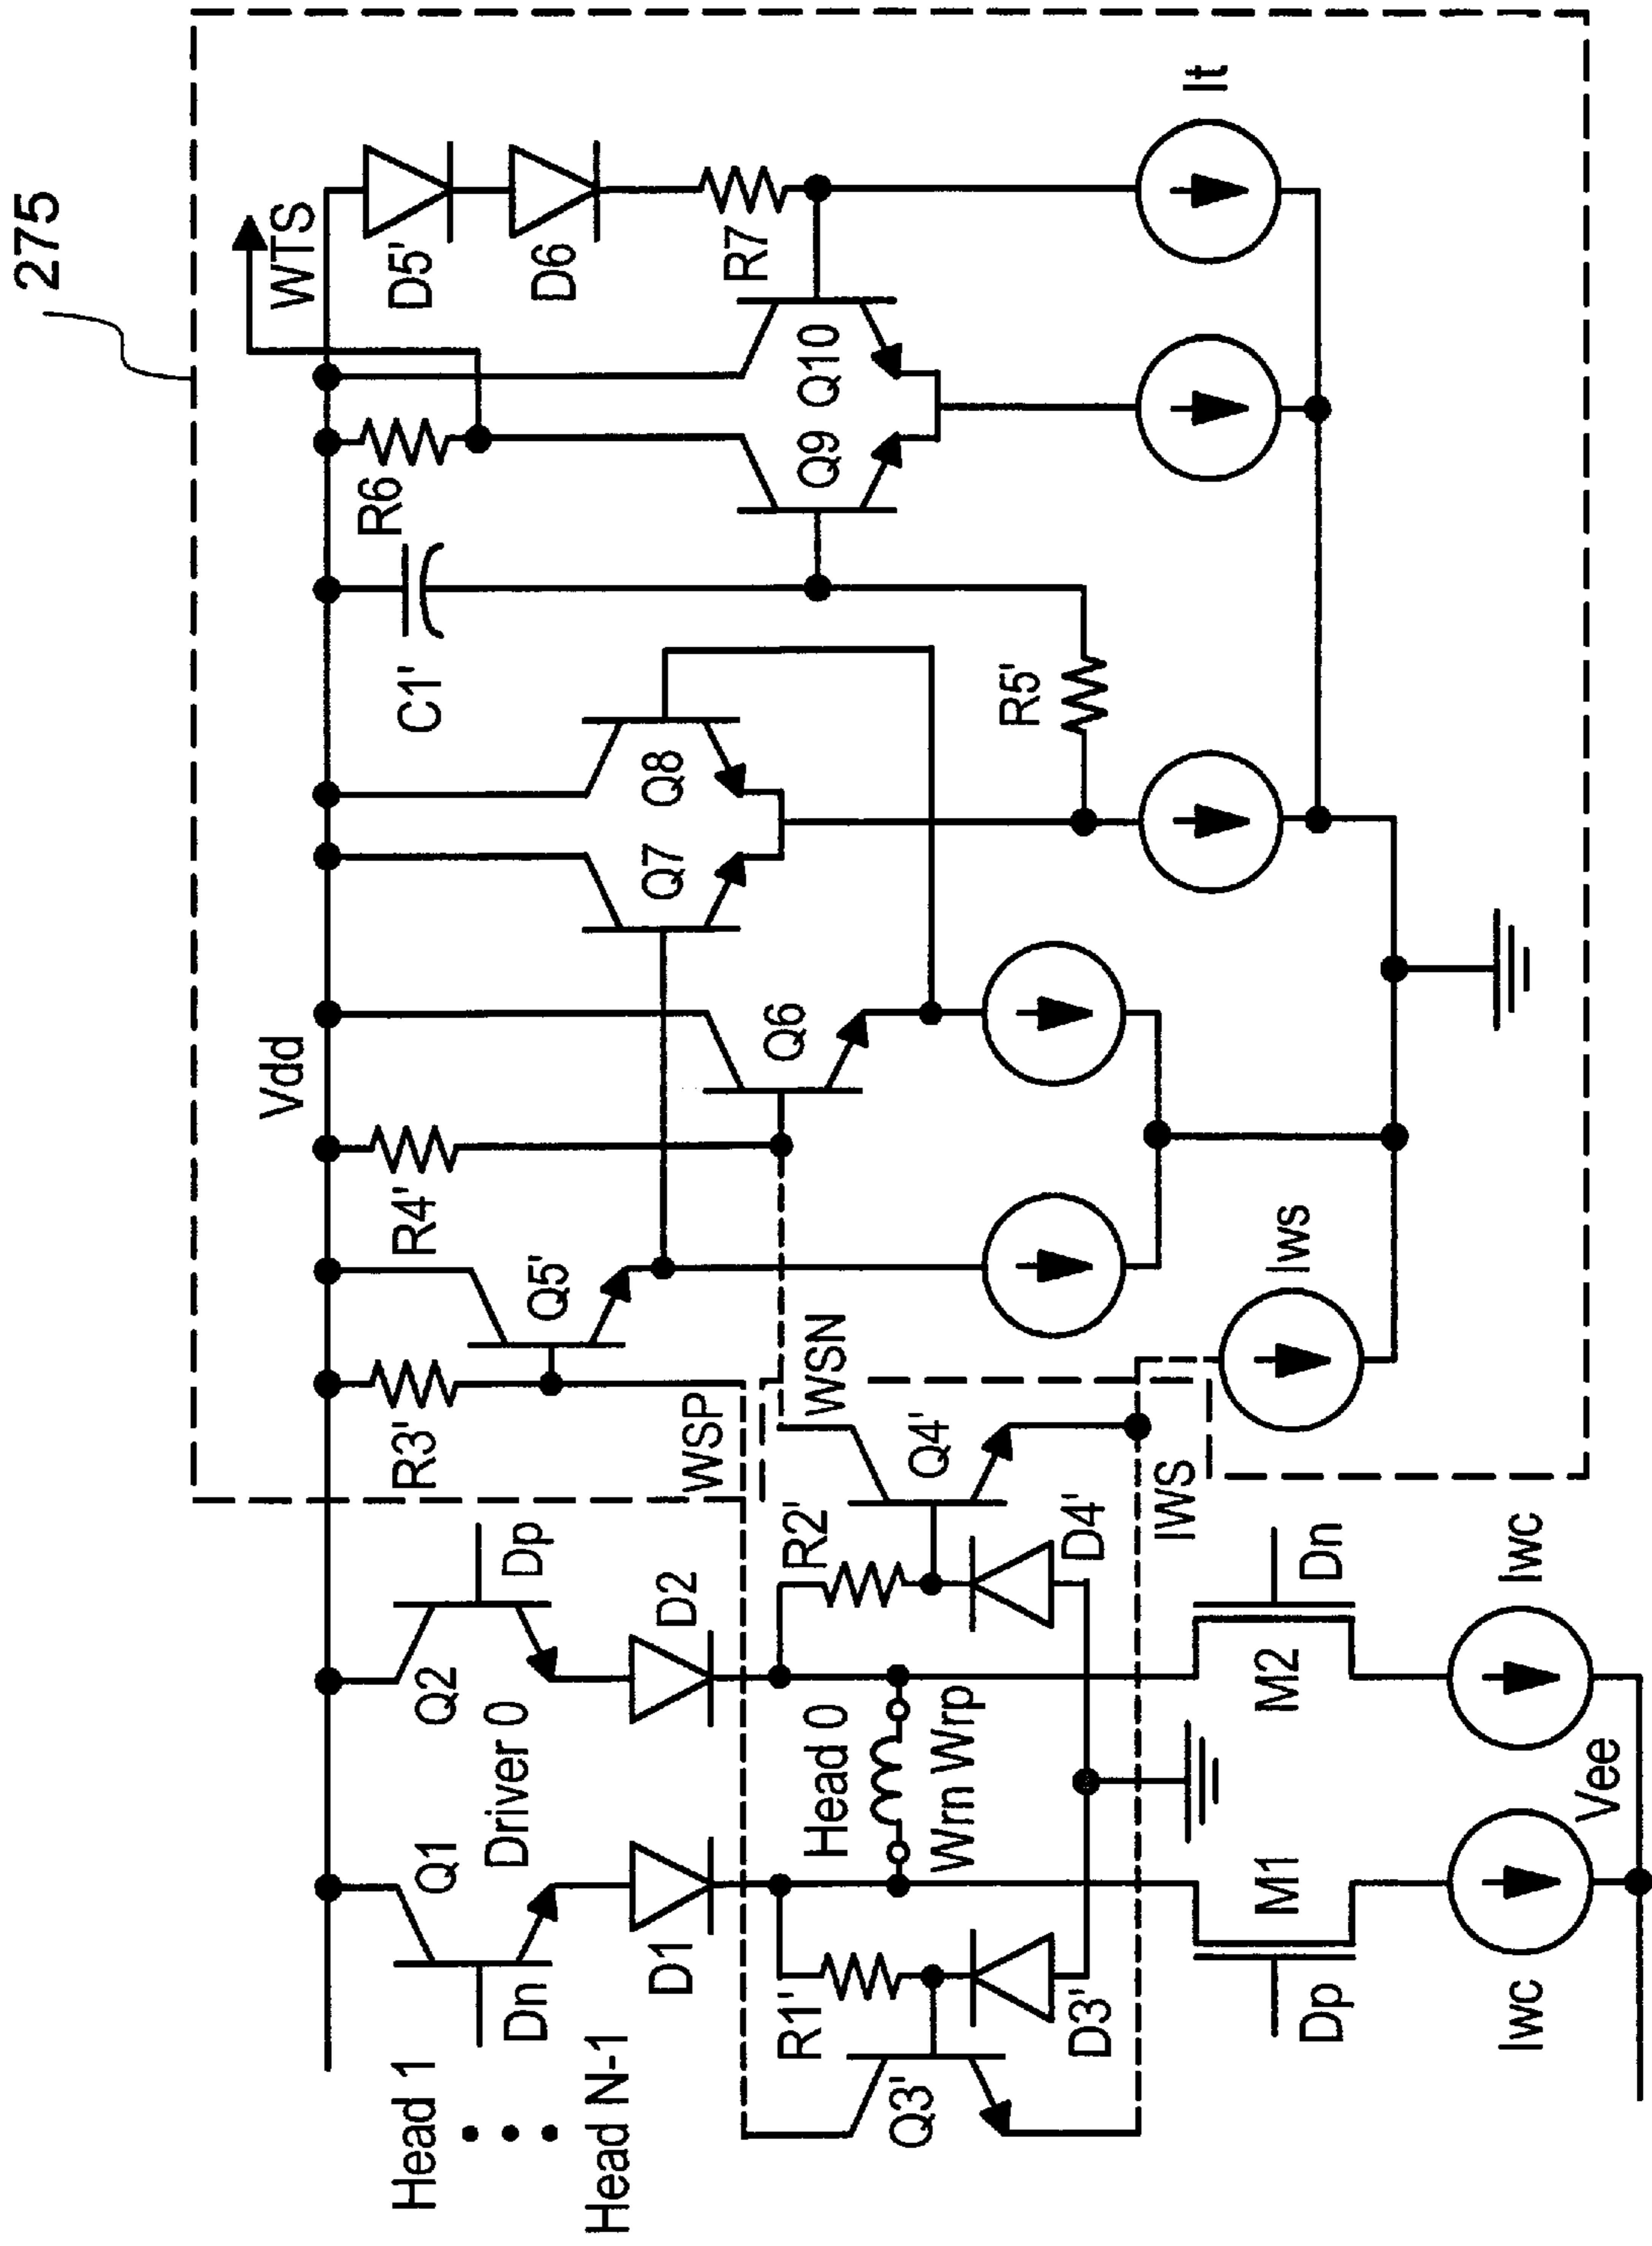 275
Vdd
WTS
Head 1
Head N-1
Dn
Q1
Driver 0
Q2
Dp
D1
D2
R3'
Q5'
R4'
Q6
Q7
Q8
C1'
R6
Q9
Q10
D5'
D6
R7
It
R5'
WSP
WSN
Q3'
R1'
D3'
Head 0
Wrn Wrp
R2'
D4'
Q4'
IWS
Iws
Dp
M1
M2
Dn
Iwc
Vee
Iwc